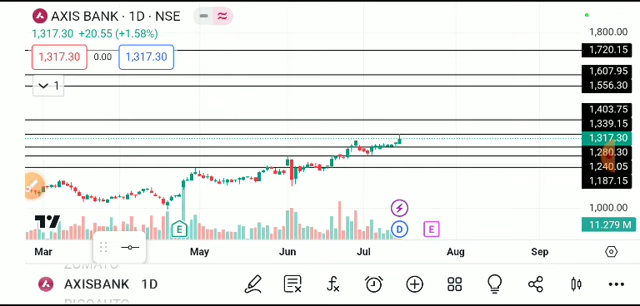 AXIS BANK · 1D · NSE
1,317.30 +20.55 (+1.58%)
1,317.30 0.00 1,317.30
1
1,800.00
1,720.15
1,607.95
1,556.30
1,403.75
1,339.15
1,317.30
1,280.30
1,240.05
1,187.15
1,000.00
11.279 M
E D E
Mar May Jun Jul Aug Sep
ZOMATO
AXISBANK 1D